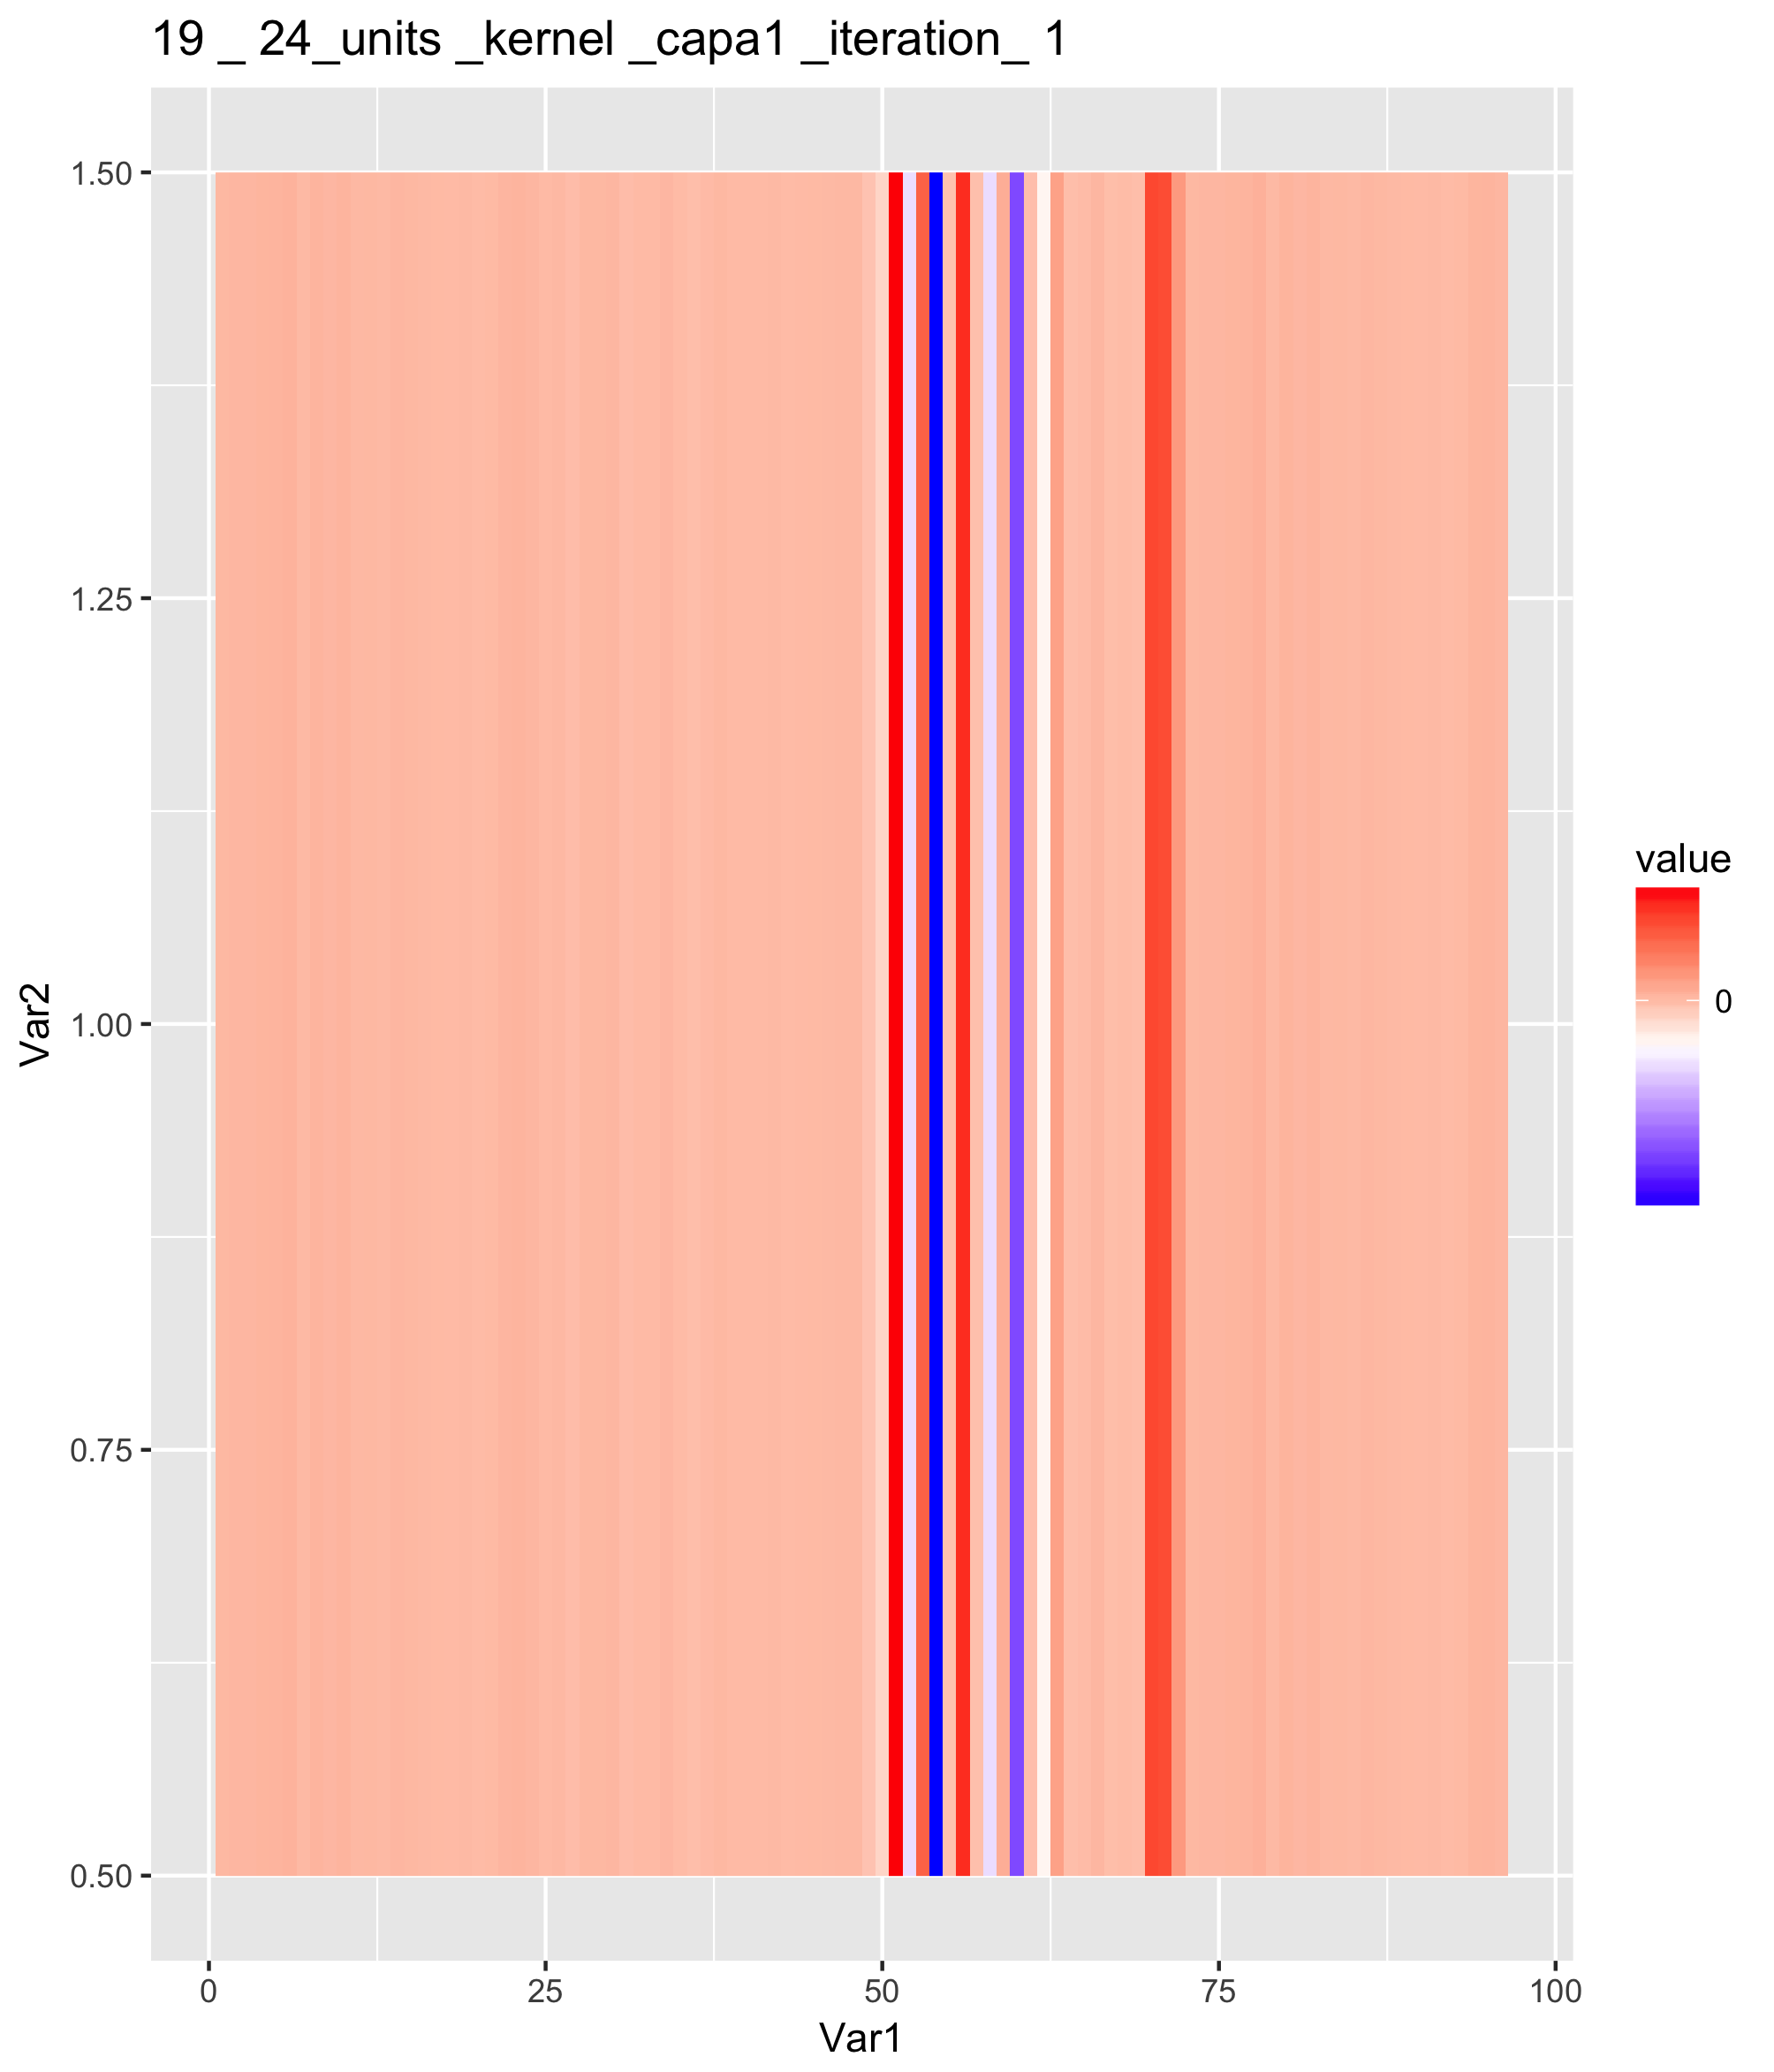 19 _ 24_units _kernel _capa1 _iteration_ 1
1.50
1.25
1.00
0.75
0.50
Var2
0 25 50 75 100
Var1
value
0